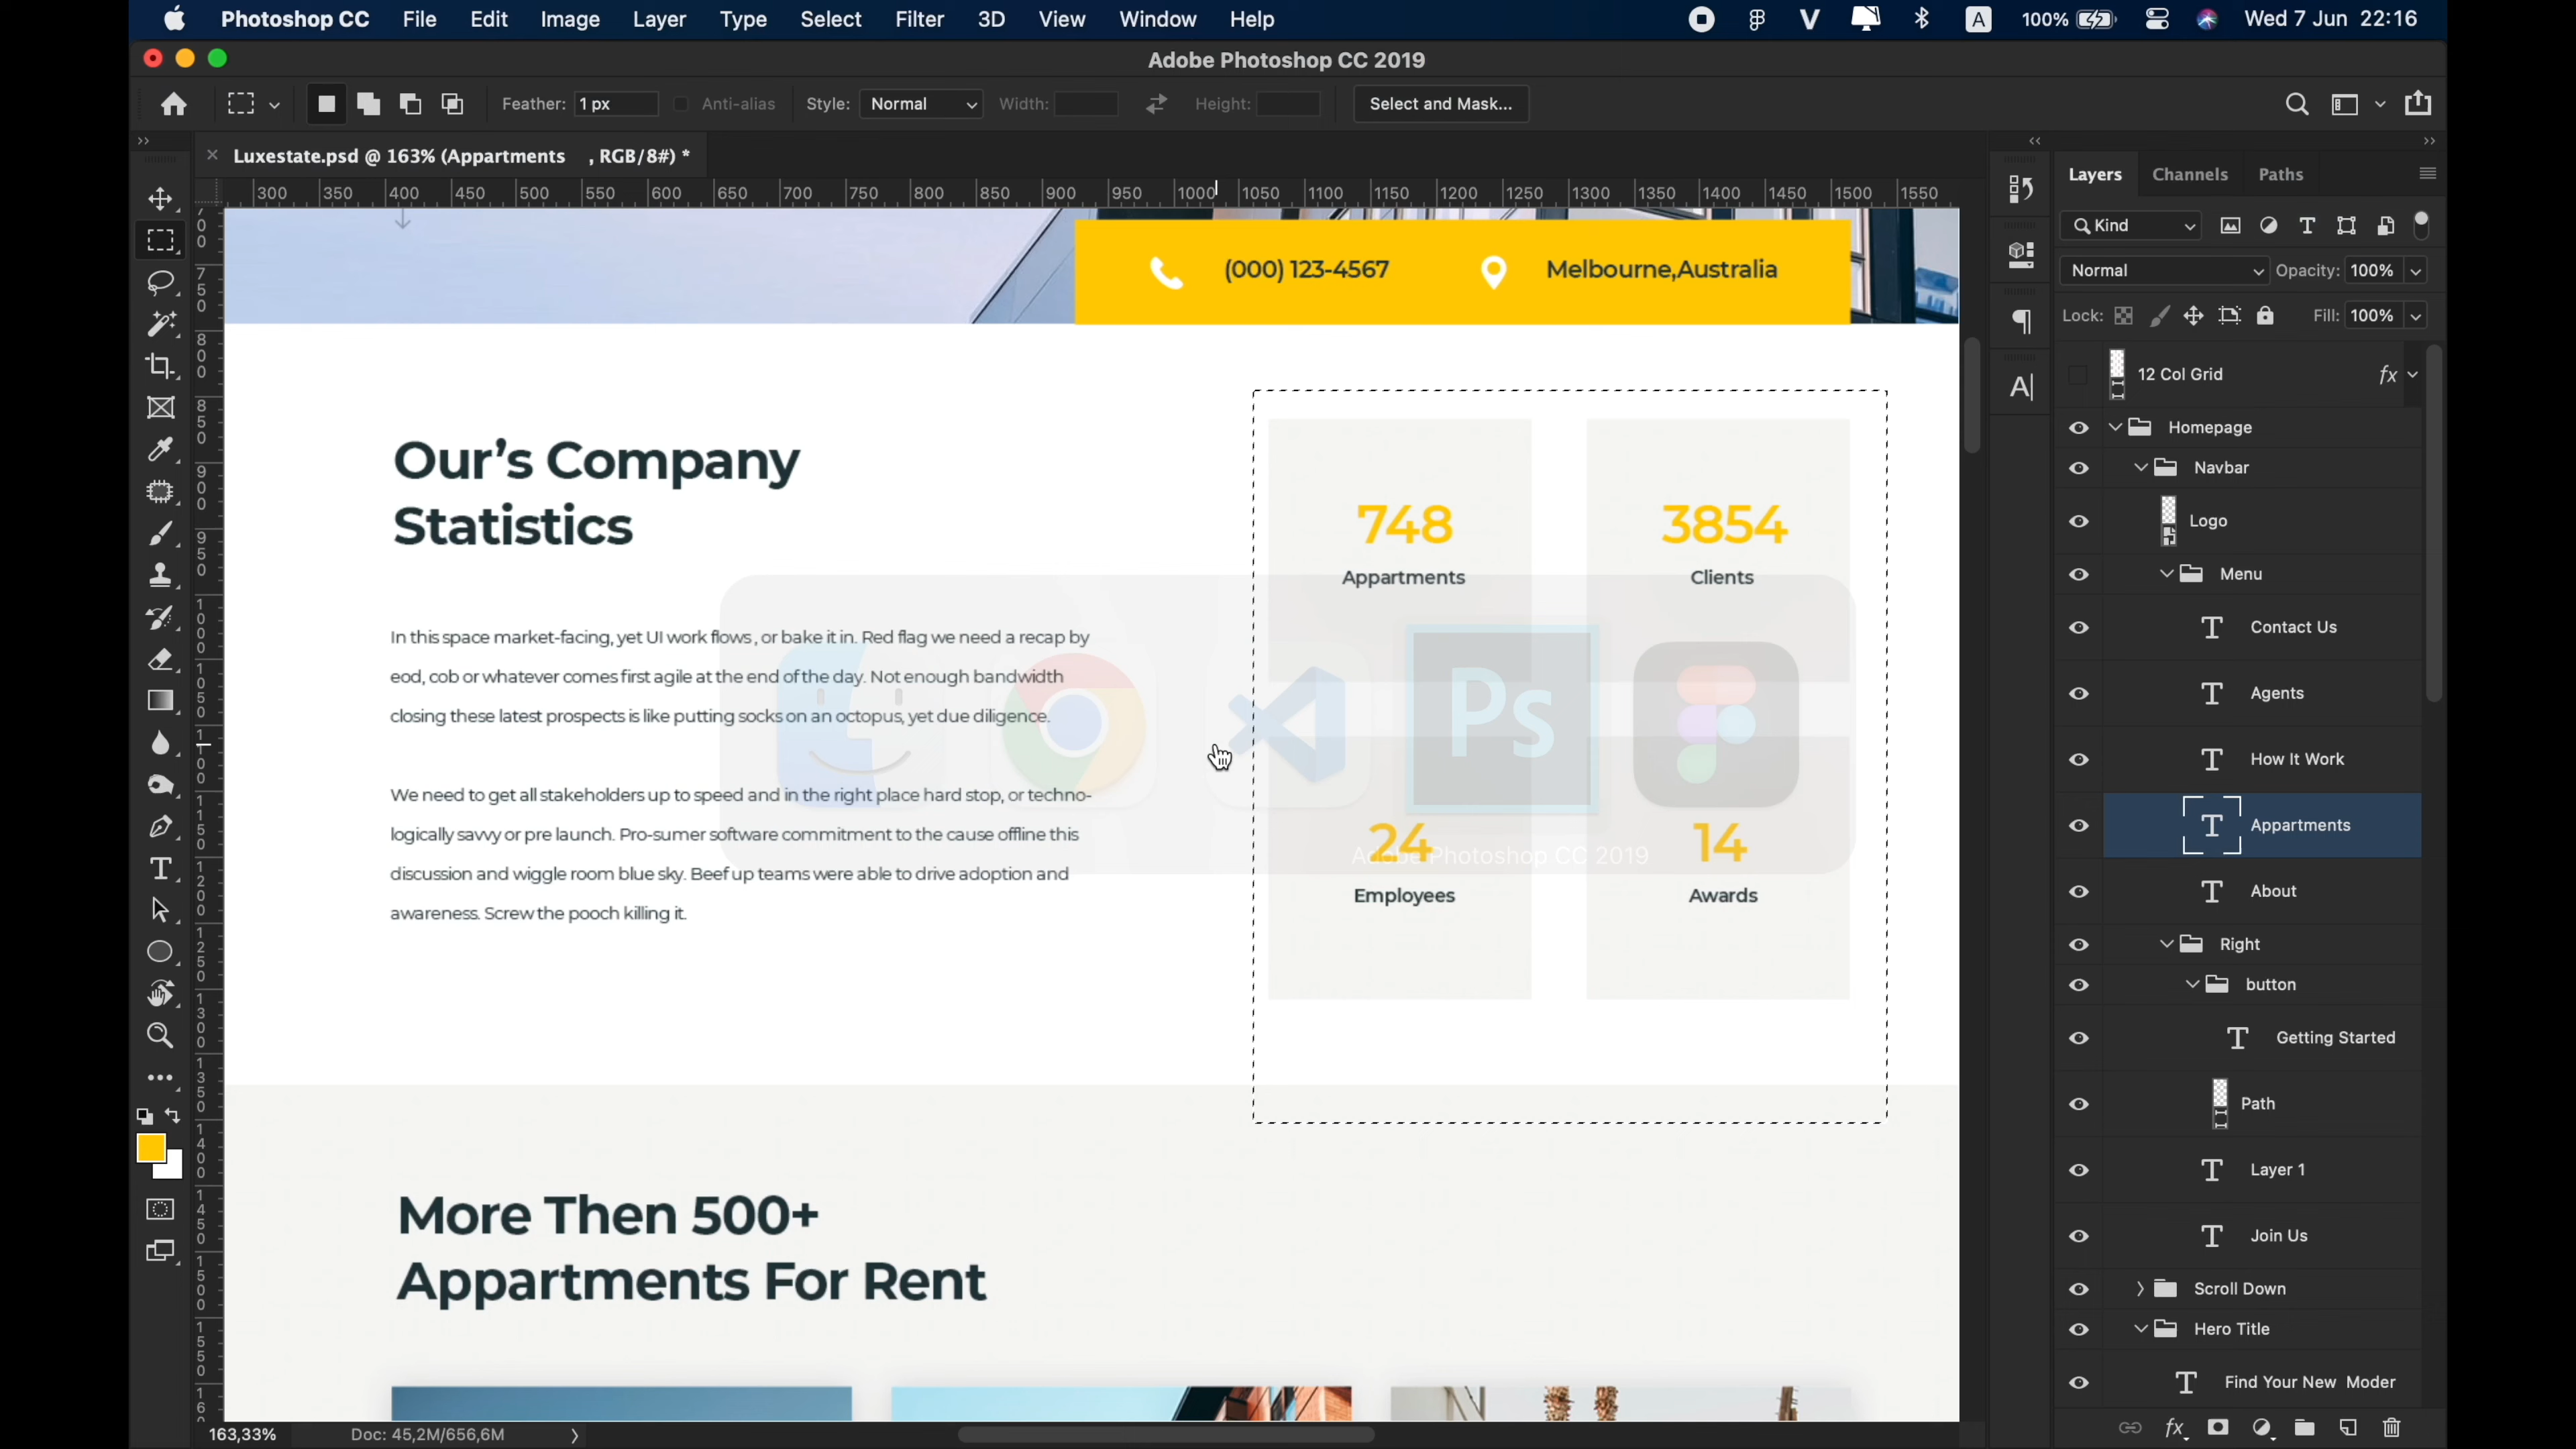 Photoshop CC File Edit Image Layer Type Select Filter 3D View Window Help A 100% Wed 7 Jun 22:16
Adobe Photoshop CC 2019
Feather: 1 px Anti-alias Style: Normal Width: Height: Select and Mask...
Luxestate.psd @ 163% (Appartments , RGB/8#) *
300 350 400 450 500 550 600 650 700 750 800 850 900 950 1000 1050 1100 1150 1200 1250 1300 1350 1400 1450 1500 1550
(000) 123-4567 Melbourne,Australia
Our's Company
Statistics
In this space market-facing, yet UI work flows , or bake it in. Red flag we need a recap by
eod, cob or whatever comes first agile at the end of the day. Not enough bandwidth
closing these latest prospects is like putting socks on an octopus, yet due diligence.
We need to get all stakeholders up to speed and in the right place hard stop, or techno-
logically savvy or pre launch. Pro-sumer software commitment to the cause offline this
discussion and wiggle room blue sky. Beef up teams were able to drive adoption and
awareness. Screw the pooch killing it.
748
Appartments
3854
Clients
Ps
Adobe Photoshop CC 2019
24
Employees
14
Awards
More Then 500+
Appartments For Rent
163,33% Doc: 45,2M/656,6M
Layers Channels Paths
Kind
Normal Opacity: 100%
Lock: Fill: 100%
12 Col Grid fx
Homepage
Navbar
Logo
Menu
Contact Us
Agents
How It Work
Appartments
About
Right
button
Getting Started
Path
Layer 1
Join Us
Scroll Down
Hero Title
Find Your New Moder
fx